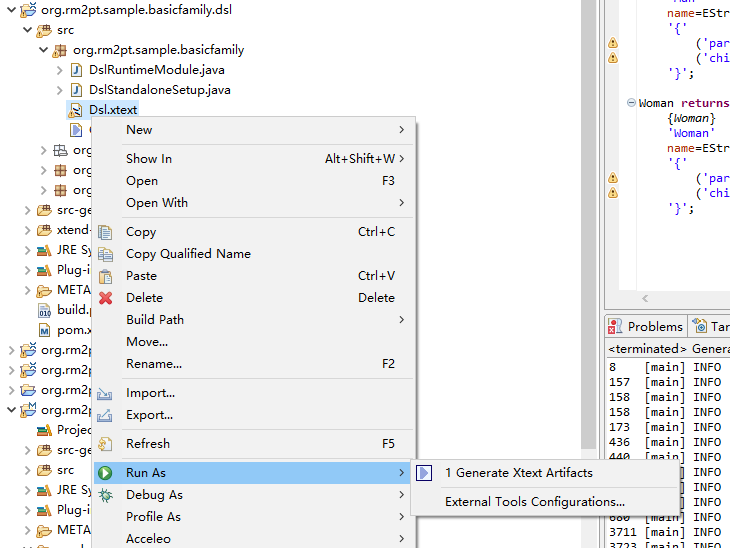 org.rm2pt.sample.basicfamily.dsl
src
org.rm2pt.sample.basicfamily
DslRuntimeModule.java
DslStandaloneSetup.java
Dsl.xtext
org
org
org
src-ge
xtend-
JRE Sy
Plug-i
META
build.p
pom.x
org.rm2p
org.rm2p
org.rm2p
org.rm2p
Projec
src-ge
src
JRE Sy
Plug-i
META
New
Show In Alt+Shift+W
Open F3
Open With
Copy Ctrl+C
Copy Qualified Name
Paste Ctrl+V
Delete Delete
Build Path
Move...
Rename... F2
Import...
Export...
Refresh F5
Run As
Debug As
Profile As
Acceleo
1 Generate Xtext Artifacts
External Tools Configurations...
name=EStr
'{'
('par
('chi
'}';
Woman returns
{Woman}
'Woman'
name=EStr
'{'
('par
('chi
'}';
Problems Tar
<terminated> Genera
8 [main] INFO
157 [main] INFO
158 [main] INFO
158 [main] INFO
173 [main] INFO
436 [main] INFO
440 [main] INFO
INFO
INFO
680 [main] INFO
3711 [main] INFO
3723 [main] INFO